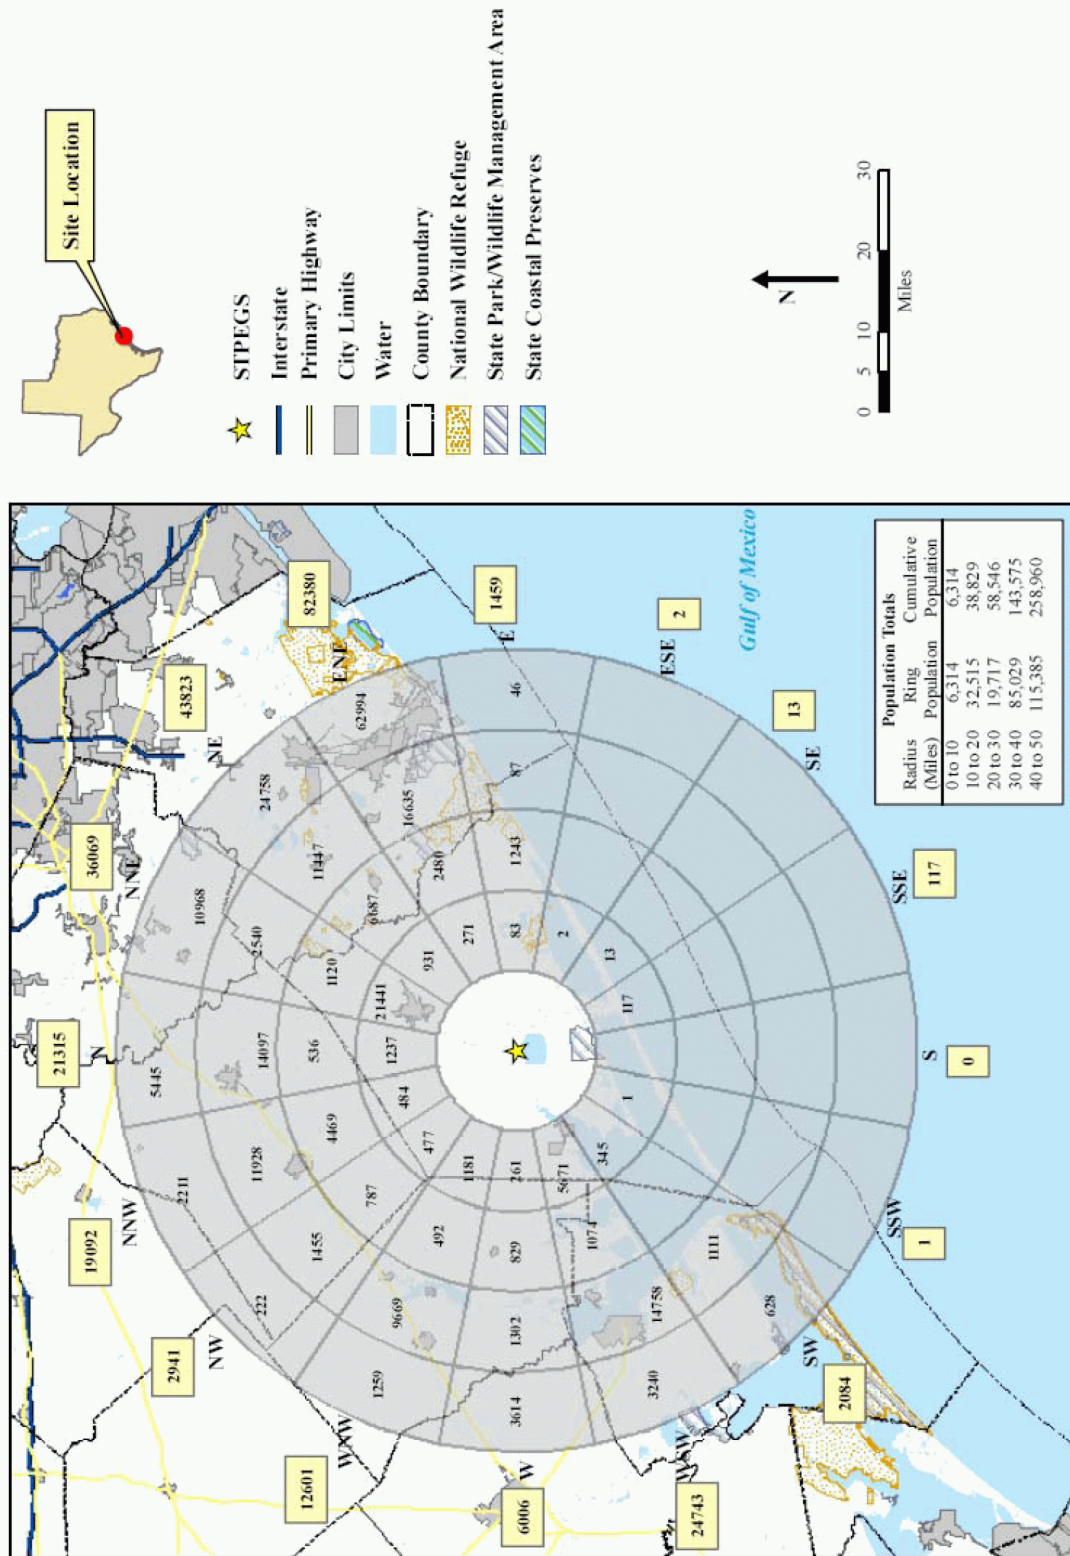 Site Location
STPEGS
Interstate
Primary Highway
City Limits
Water
County Boundary
National Wildlife Refuge
State Park/Wildlife Management Area
State Coastal Preserves
N
0 5 10 20 30
Miles
21315
36069
43823
82380
1459
2
13
117
0
1
2084
24743
6006
12601
2941
19092
N
NNE
NE
ENE
E
ESE
SE
SSE
S
SSW
SW
WSW
W
WNW
NW
NNW
5445
14097
536
1237
10968
2540
1120
21441
24758
11447
6687
931
62994
16635
2480
271
46
87
1243
83
2
13
117
1
345
1111
628
5671
1074
14758
3240
261
829
1302
3614
1181
492
9669
1259
477
787
1455
222
484
4469
11928
2211
Gulf of Mexico
Population Totals
Radius Ring Cumulative
(Miles) Population Population
0 to 10 6,314 6,314
10 to 20 32,515 38,829
20 to 30 19,717 58,546
30 to 40 85,029 143,575
40 to 50 115,385 258,960